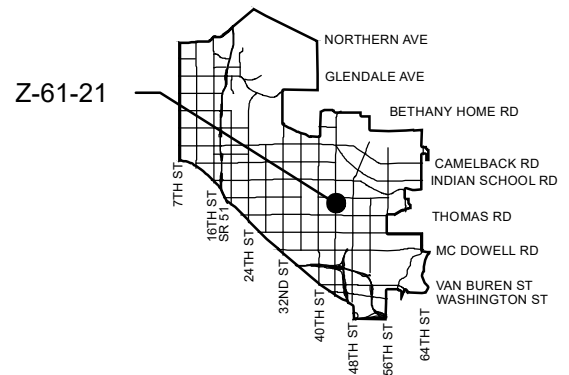 NORTHERN AVE
GLENDALE AVE
Z-61-21
BETHANY HOME RD
CAMELBACK RD
INDIAN SCHOOL RD
THOMAS RD
MC DOWELL RD
VAN BUREN ST
WASHINGTON ST
7TH ST
16TH ST
SR 51
24TH ST
32ND ST
40TH ST
48TH ST
56TH ST
64TH ST